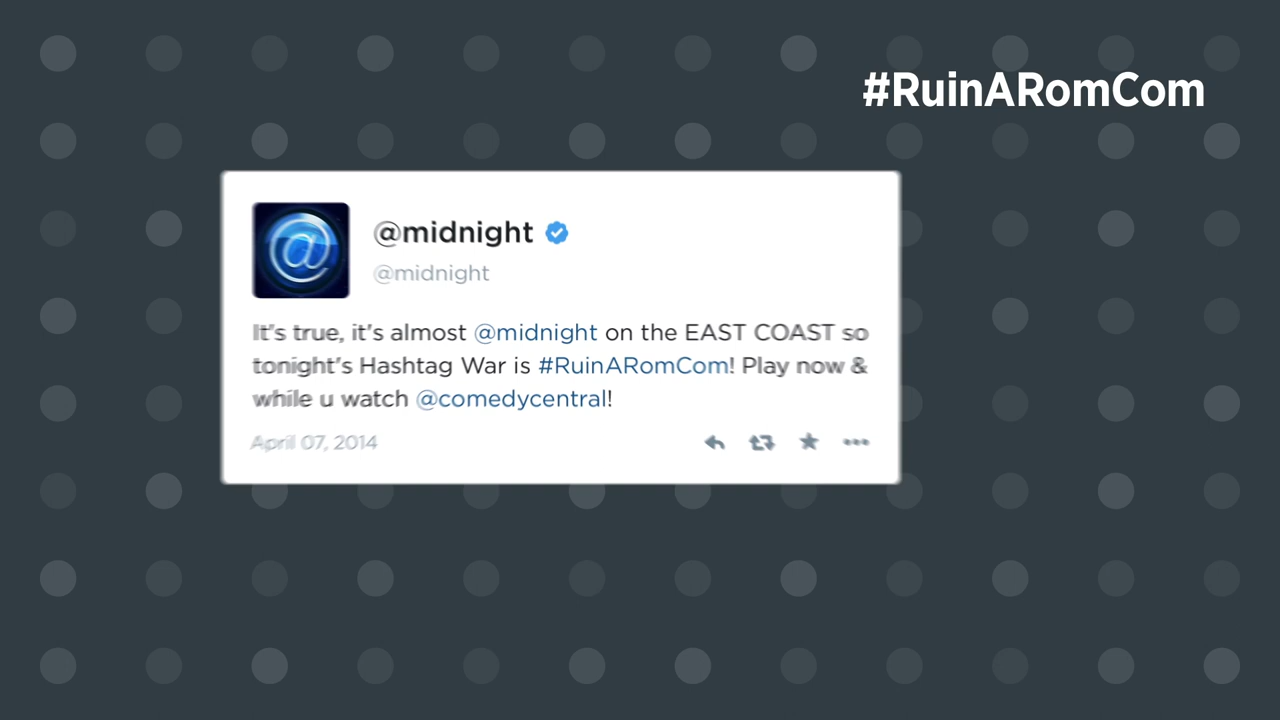 #RuinARomCom
@midnight
@midnight
It's true, it's almost @midnight on the EAST COAST so
tonight's Hashtag War is #RuinARomCom! Play now &
while u watch @comedycentral!
April 07, 2014